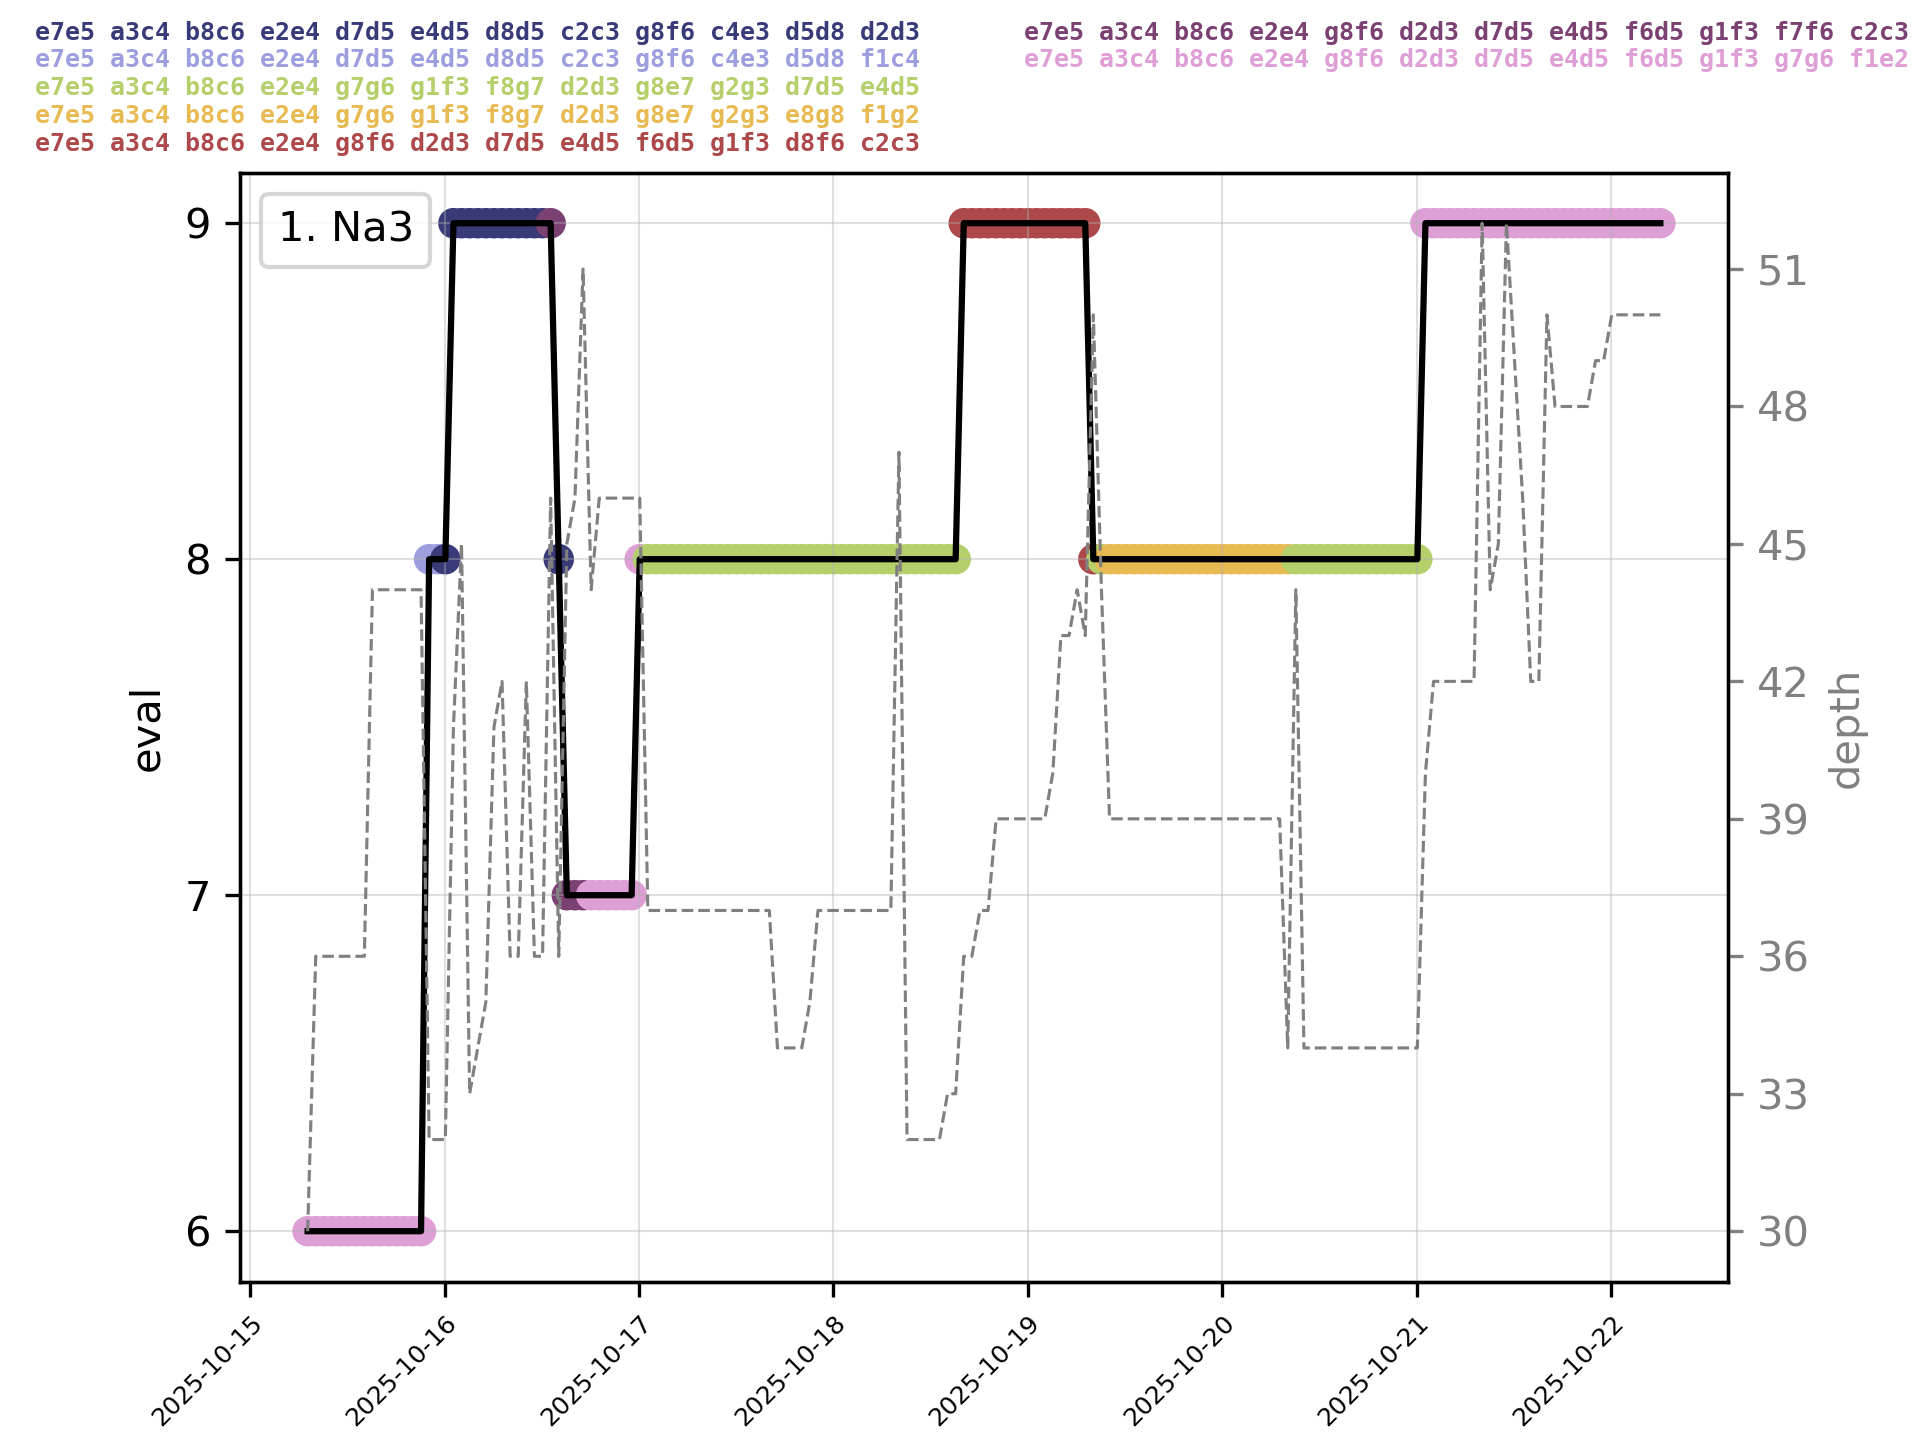 e7e5 a3c4 b8c6 e2e4 d7d5 e4d5 d8d5 c2c3 g8f6 c4e3 d5d8 d2d3
e7e5 a3c4 b8c6 e2e4 d7d5 e4d5 d8d5 c2c3 g8f6 c4e3 d5d8 f1c4
e7e5 a3c4 b8c6 e2e4 g7g6 g1f3 f8g7 d2d3 g8e7 g2g3 d7d5 e4d5
e7e5 a3c4 b8c6 e2e4 g7g6 g1f3 f8g7 d2d3 g8e7 g2g3 e8g8 f1g2
e7e5 a3c4 b8c6 e2e4 g8f6 d2d3 d7d5 e4d5 f6d5 g1f3 d8f6 c2c3
e7e5 a3c4 b8c6 e2e4 g8f6 d2d3 d7d5 e4d5 f6d5 g1f3 f7f6 c2c3
e7e5 a3c4 b8c6 e2e4 g8f6 d2d3 d7d5 e4d5 f6d5 g1f3 g7g6 f1e2
1. Na3
9
8
7
6
eval
51
48
45
42
39
36
33
30
depth
2025-10-15
2025-10-16
2025-10-17
2025-10-18
2025-10-19
2025-10-20
2025-10-21
2025-10-22